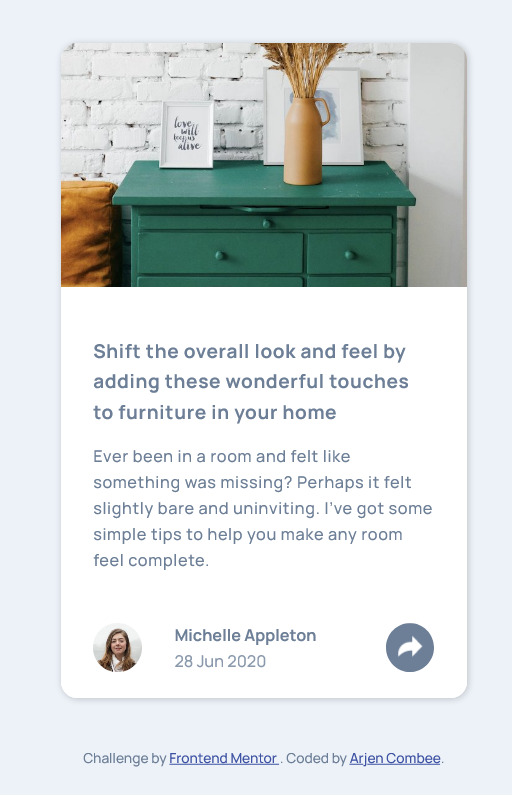 love
will
keep us
alive
Shift the overall look and feel by
adding these wonderful touches
to furniture in your home
Ever been in a room and felt like
something was missing? Perhaps it felt
slightly bare and uninviting. I've got some
simple tips to help you make any room
feel complete.
Michelle Appleton
28 Jun 2020
Challenge by Frontend Mentor . Coded by Arjen Combee.